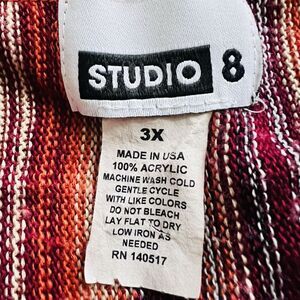 STUDIO 8
3X
MADE IN USA
100% ACRYLIC
MACHINE WASH COLD
GENTLE CYCLE
WITH LIKE COLORS
DO NOT BLEACH
LAY FLAT TO DRY
LOW IRON AS
NEEDED
RN 140517